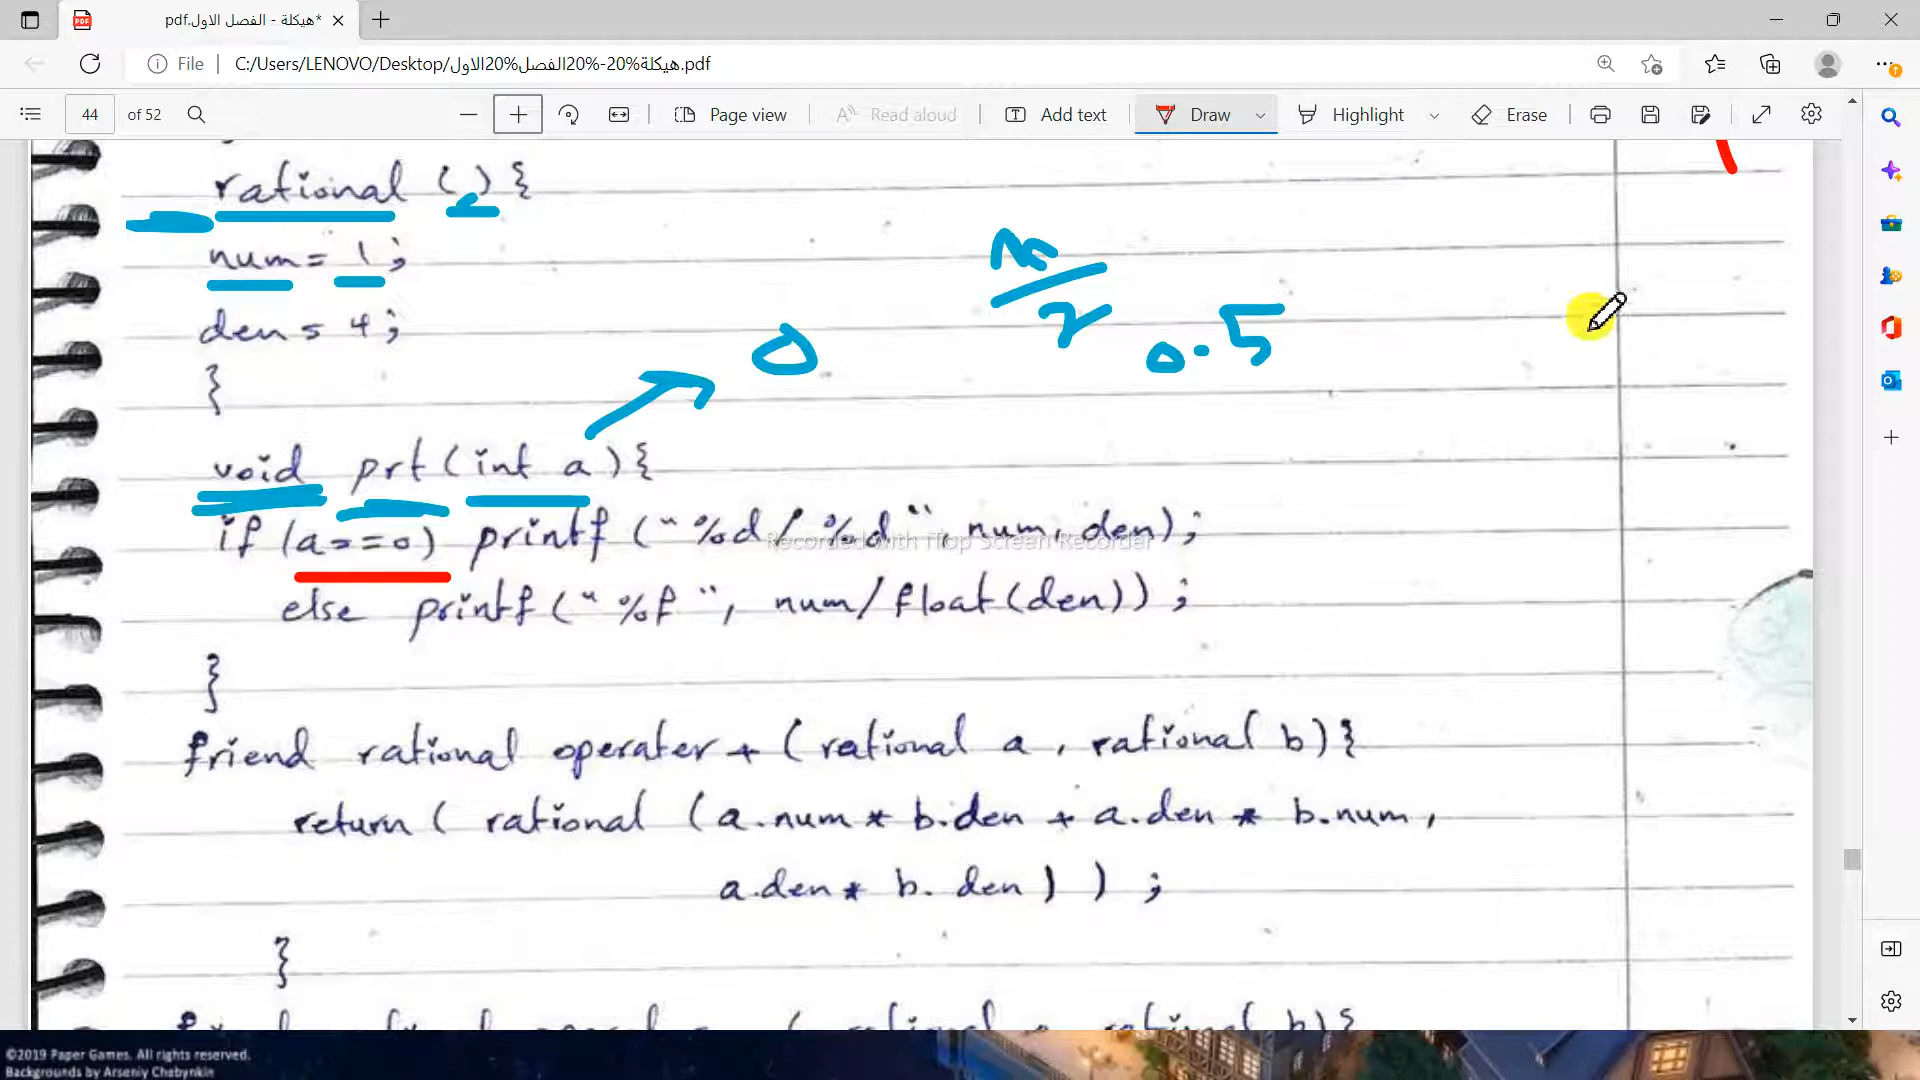 هيكلة - الفصل الاول.pdf*
File
C:/Users/LENOVO/Desktop/هيكلة%20-%20الفصل%20الاول.pdf
44 of 52
Page view
Read aloud
Add text
Draw
Highlight
Erase
rational ( ) {
num = 1 ;
den = 4 ;
}
2
0.5
0
void prt ( int a ) {
if ( a == 0 ) printf ( " %d / %d " , num , den ) ;
Recorded with iTop Screen Recorder
else printf ( " %f " , num / float ( den ) ) ;
}
friend rational operater + ( rational a , rational b ) {
return ( rational ( a.num * b.den + a.den * b.num ,
a.den * b.den ) ) ;
}
©2019 Paper Games. All rights reserved.
Backgrounds by Arseniy Chebynkin